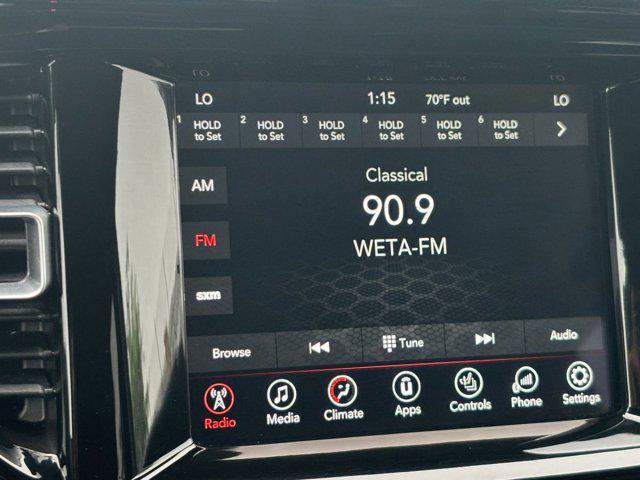 LO 1:15 70°F out LO
1 HOLD to Set 2 HOLD to Set 3 HOLD to Set 4 HOLD to Set 5 HOLD to Set 6 HOLD to Set
AM
FM
sxm
Classical
90.9
WETA-FM
Browse Tune Audio
Radio Media Climate Apps Controls Phone Settings